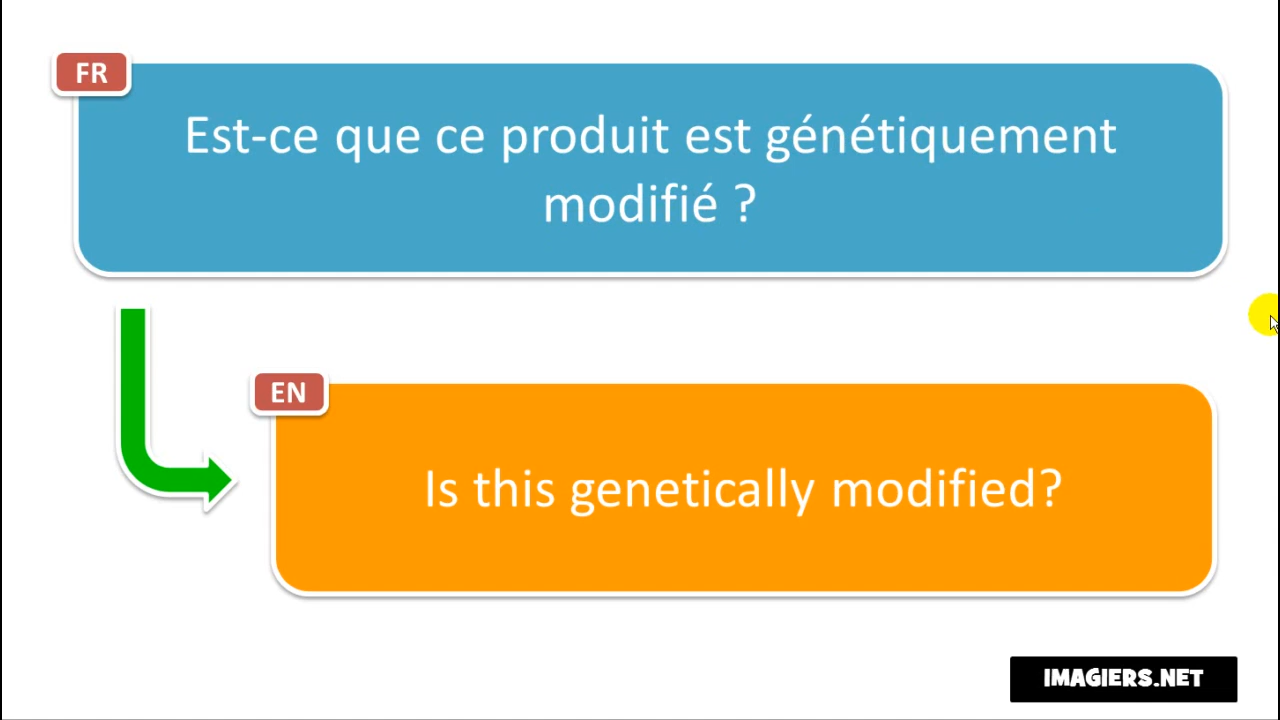 FR
Est-ce que ce produit est génétiquement
modifié ?
EN
Is this genetically modified?
IMAGIERS.NET